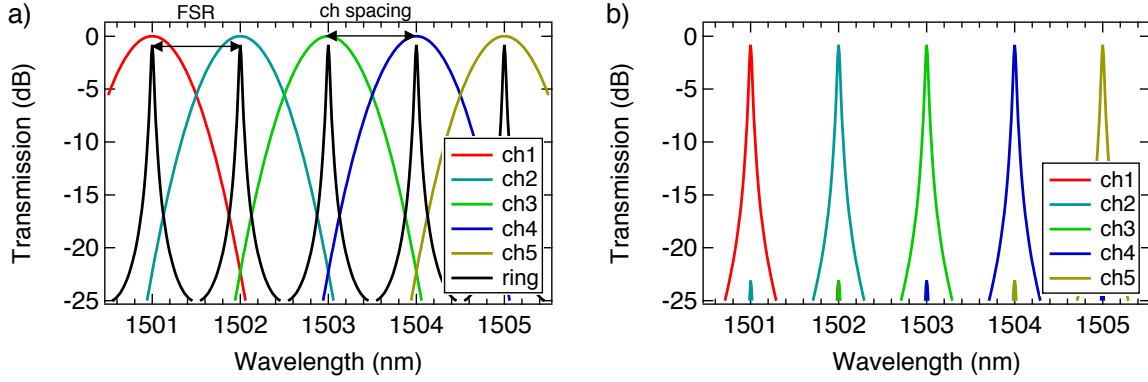 a)
FSR
ch spacing
0
-5
-10
-15
-20
-25
Transmission (dB)
ch1
ch2
ch3
ch4
ch5
ring
1501
1502
1503
1504
1505
Wavelength (nm)
b)
0
-5
-10
-15
-20
-25
Transmission (dB)
ch1
ch2
ch3
ch4
ch5
1501
1502
1503
1504
1505
Wavelength (nm)